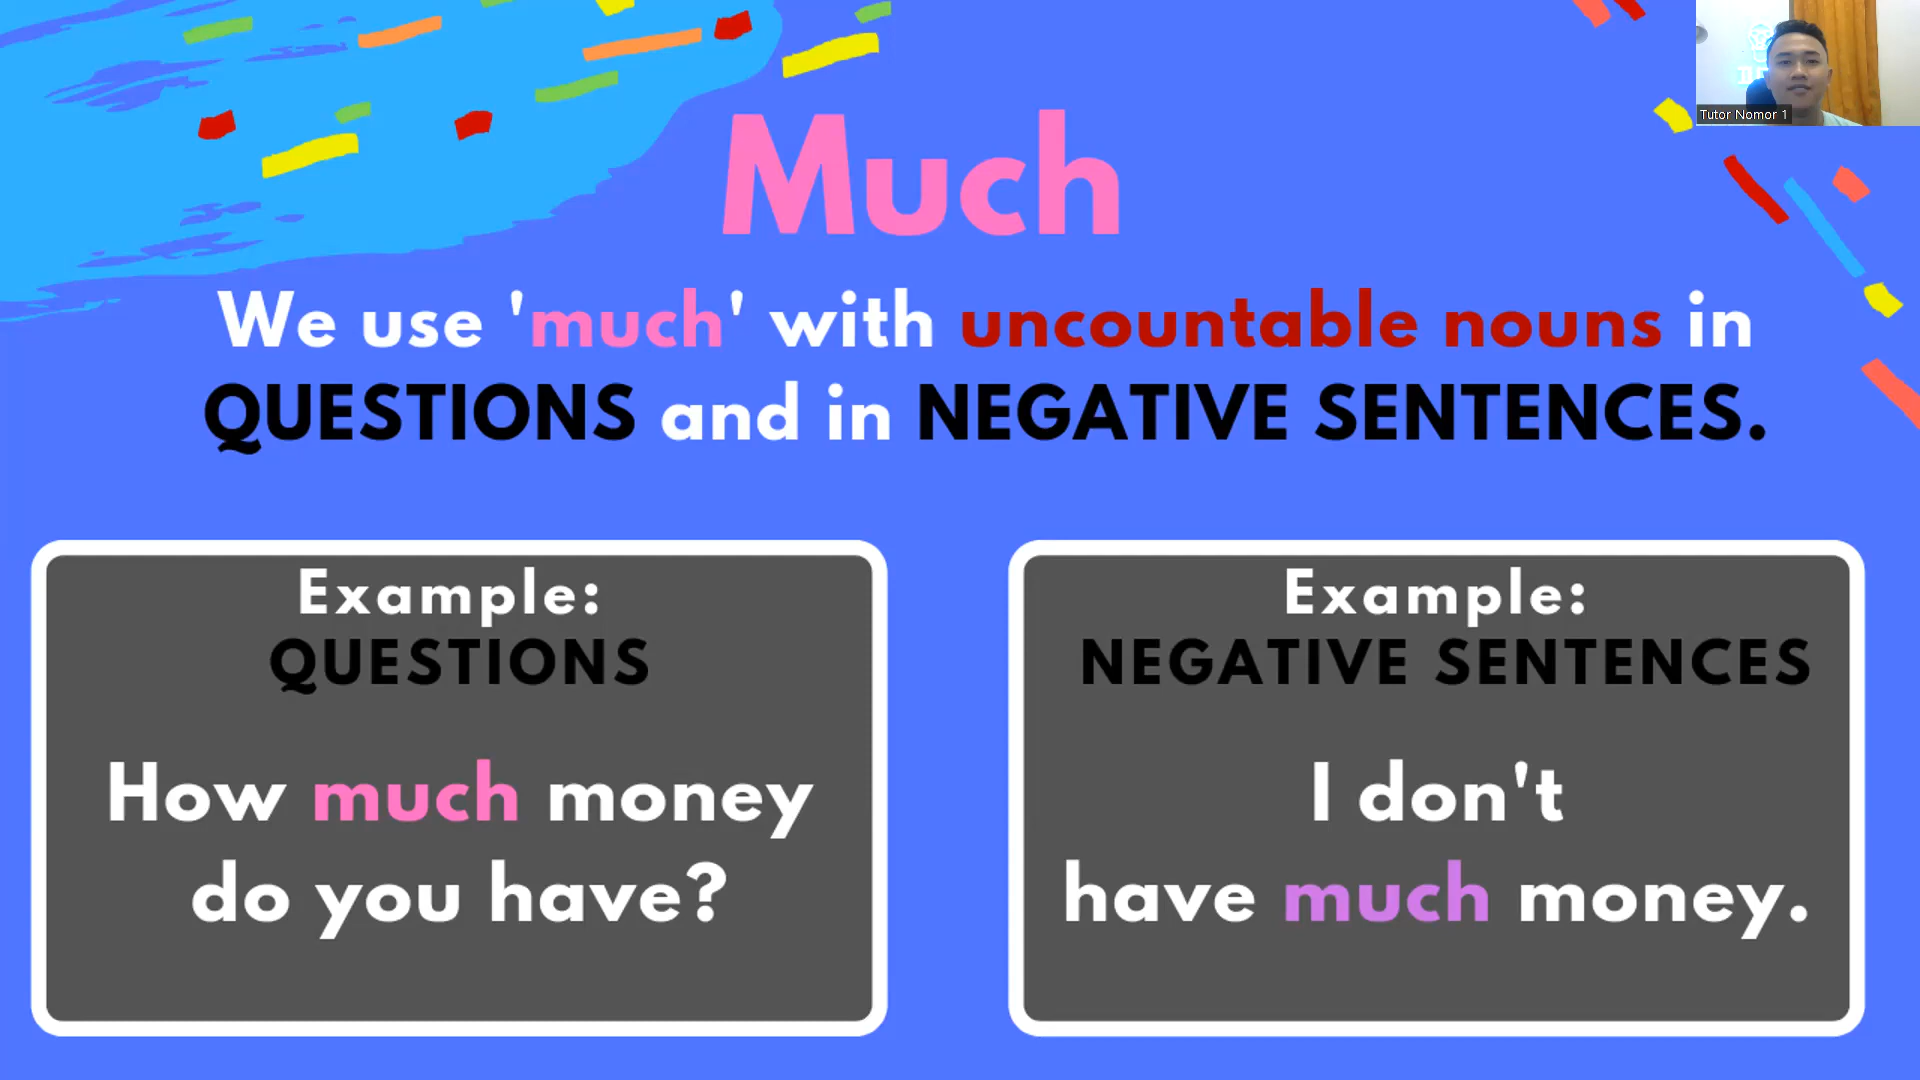 Tutor Nomor 1
Much
We use 'much' with uncountable nouns in
QUESTIONS and in NEGATIVE SENTENCES.
Example:
QUESTIONS
How much money
do you have?
Example:
NEGATIVE SENTENCES
I don't
have much money.